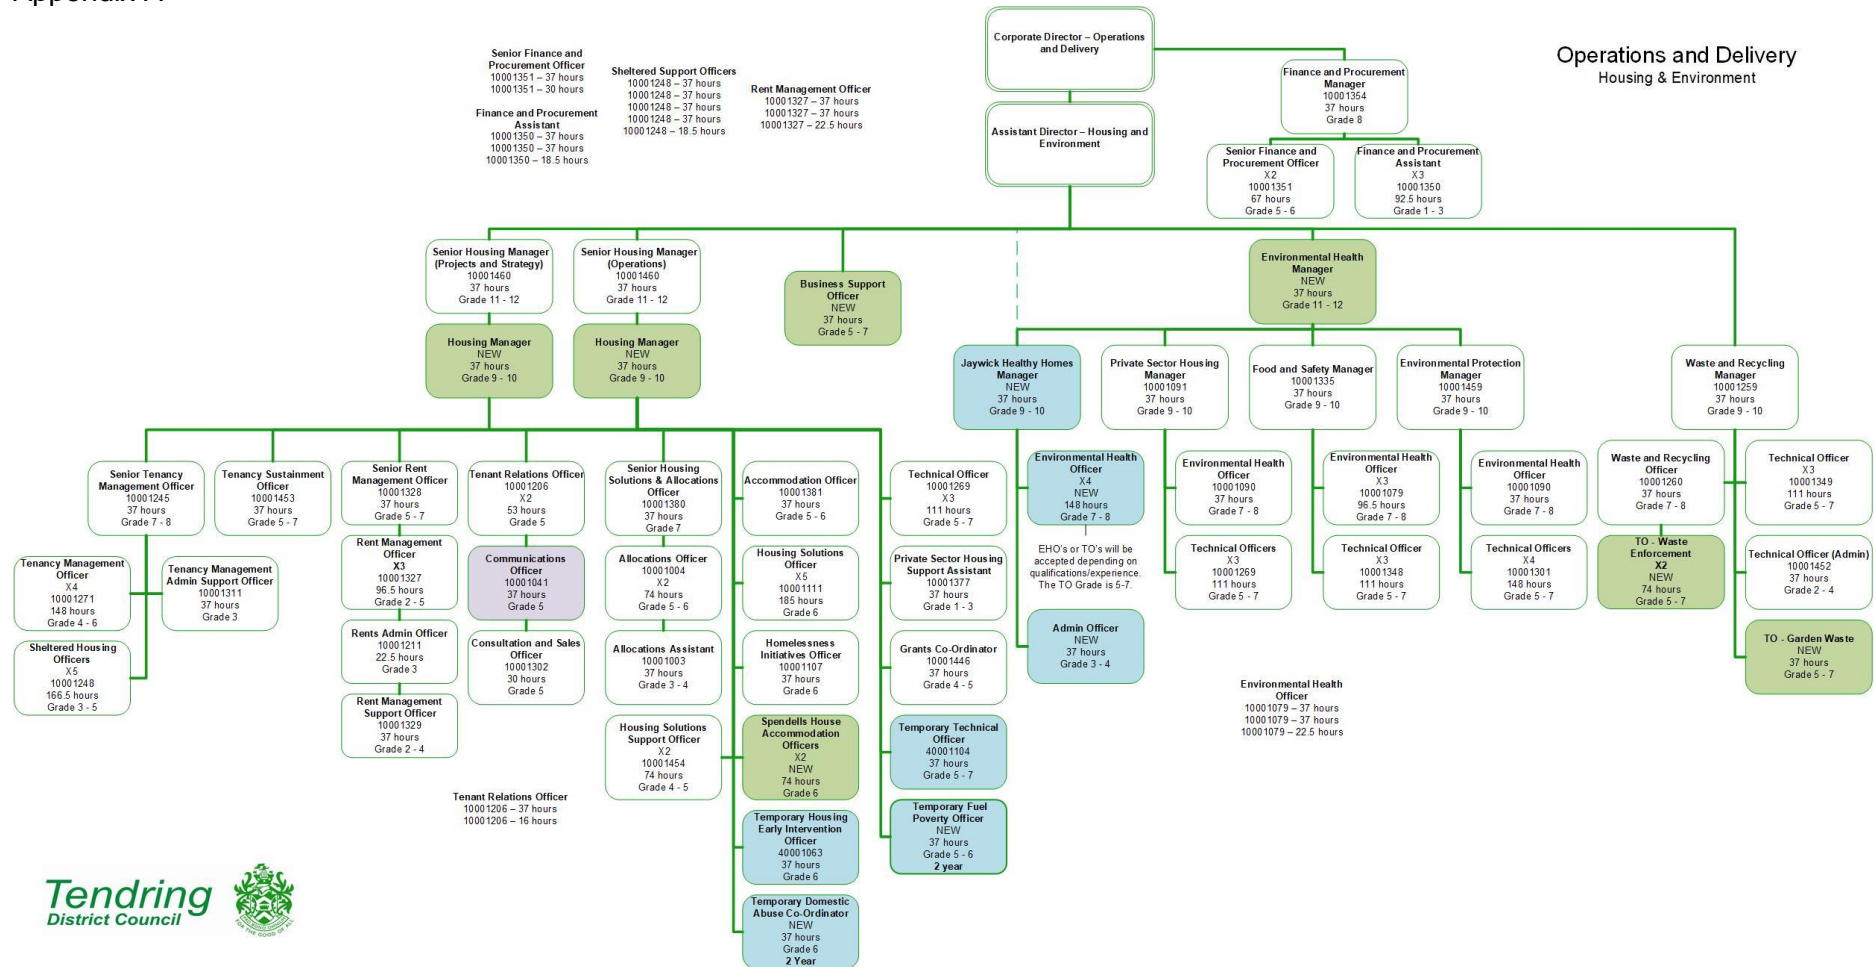 Corporate Director – Operations
and Delivery
Operations and Delivery
Housing & Environment
Senior Finance and
Procurement Officer
10001351 – 37 hours
10001351 – 30 hours
Finance and Procurement
Assistant
10001350 – 37 hours
10001350 – 37 hours
10001350 – 18.5 hours
Sheltered Support Officers
10001248 – 37 hours
10001248 – 37 hours
10001248 – 37 hours
10001248 – 37 hours
10001248 – 18.5 hours
Rent Management Officer
10001327 – 37 hours
10001327 – 37 hours
10001327 – 22.5 hours
Finance and Procurement
Manager
10001354
37 hours
Grade 8
Assistant Director – Housing and
Environment
Senior Finance and
Procurement Officer
X2
10001351
67 hours
Grade 5 - 6
Finance and Procurement
Assistant
X3
10001350
92.5 hours
Grade 1 - 3
Senior Housing Manager
(Projects and Strategy)
10001460
37 hours
Grade 11 - 12
Senior Housing Manager
(Operations)
10001460
37 hours
Grade 11 - 12
Business Support
Officer
NEW
37 hours
Grade 5 - 7
Environmental Health
Manager
NEW
37 hours
Grade 11 - 12
Housing Manager
NEW
37 hours
Grade 9 - 10
Housing Manager
NEW
37 hours
Grade 9 - 10
Jaywick Healthy Homes
Manager
NEW
37 hours
Grade 9 - 10
Private Sector Housing
Manager
10001091
37 hours
Grade 9 - 10
Food and Safety Manager
10001335
37 hours
Grade 9 - 10
Environmental Protection
Manager
10001459
37 hours
Grade 9 - 10
Waste and Recycling
Manager
10001259
37 hours
Grade 9 - 10
Senior Tenancy
Management Officer
10001245
37 hours
Grade 7 - 8
Tenancy Sustainment
Officer
10001453
37 hours
Grade 5 - 7
Senior Rent
Management Officer
10001328
37 hours
Grade 5 - 7
Tenant Relations Officer
10001206
X2
53 hours
Grade 5
Senior Housing
Solutions & Allocations
Officer
10001380
37 hours
Grade 7
Accommodation Officer
10001381
37 hours
Grade 5 - 6
Technical Officer
10001269
X3
111 hours
Grade 5 - 7
Environmental Health
Officer
X4
NEW
148 hours
Grade 7 - 8
Environmental Health
Officer
10001090
37 hours
Grade 7 - 8
Environmental Health
Officer
X3
10001079
96.5 hours
Grade 7 - 8
Environmental Health
Officer
10001090
37 hours
Grade 7 - 8
Waste and Recycling
Officer
10001260
37 hours
Grade 7 - 8
Technical Officer
X3
10001349
111 hours
Grade 5 - 7
Tenancy Management
Officer
X4
10001271
148 hours
Grade 4 - 6
Tenancy Management
Admin Support Officer
10001311
37 hours
Grade 3
Rent Management
Officer
X3
10001327
96.5 hours
Grade 2 - 5
Communications
Officer
10001041
37 hours
Grade 5
Allocations Officer
10001004
X2
74 hours
Grade 5 - 6
Housing Solutions
Officer
X5
10001111
185 hours
Grade 6
Private Sector Housing
Support Assistant
10001377
37 hours
Grade 1 - 3
EHO's or TO's will be
accepted depending on
qualifications/experience.
The TO Grade is 5-7.
Technical Officers
X3
10001269
111 hours
Grade 5 - 7
Technical Officer
X3
10001348
111 hours
Grade 5 - 7
Technical Officers
X4
10001301
148 hours
Grade 5 - 7
TO - Waste
Enforcement
X2
NEW
74 hours
Grade 5 - 7
Technical Officer (Admin)
10001452
37 hours
Grade 2 - 4
Sheltered Housing
Officers
X5
10001248
166.5 hours
Grade 3 - 5
Rents Admin Officer
10001211
22.5 hours
Grade 3
Consultation and Sales
Officer
10001302
30 hours
Grade 5
Allocations Assistant
10001003
37 hours
Grade 3 - 4
Homelessness
Initiatives Officer
10001107
37 hours
Grade 6
Grants Co-Ordinator
10001446
37 hours
Grade 4 - 5
Admin Officer
NEW
37 hours
Grade 3 - 4
TO - Garden Waste
NEW
37 hours
Grade 5 - 7
Rent Management
Support Officer
10001329
37 hours
Grade 2 - 4
Housing Solutions
Support Officer
X2
10001454
74 hours
Grade 4 - 5
Spendells House
Accommodation
Officers
X2
NEW
74 hours
Grade 6
Temporary Technical
Officer
40001104
37 hours
Grade 5 - 7
Environmental Health
Officer
10001079 – 37 hours
10001079 – 37 hours
10001079 – 22.5 hours
Tenant Relations Officer
10001206 – 37 hours
10001206 – 16 hours
Temporary Housing
Early Intervention
Officer
40001063
37 hours
Grade 6
Temporary Fuel
Poverty Officer
NEW
37 hours
Grade 5 - 6
2 year
Temporary Domestic
Abuse Co-Ordinator
NEW
37 hours
Grade 6
2 Year
Tendring
District Council
FOR THE GOOD OF ALL